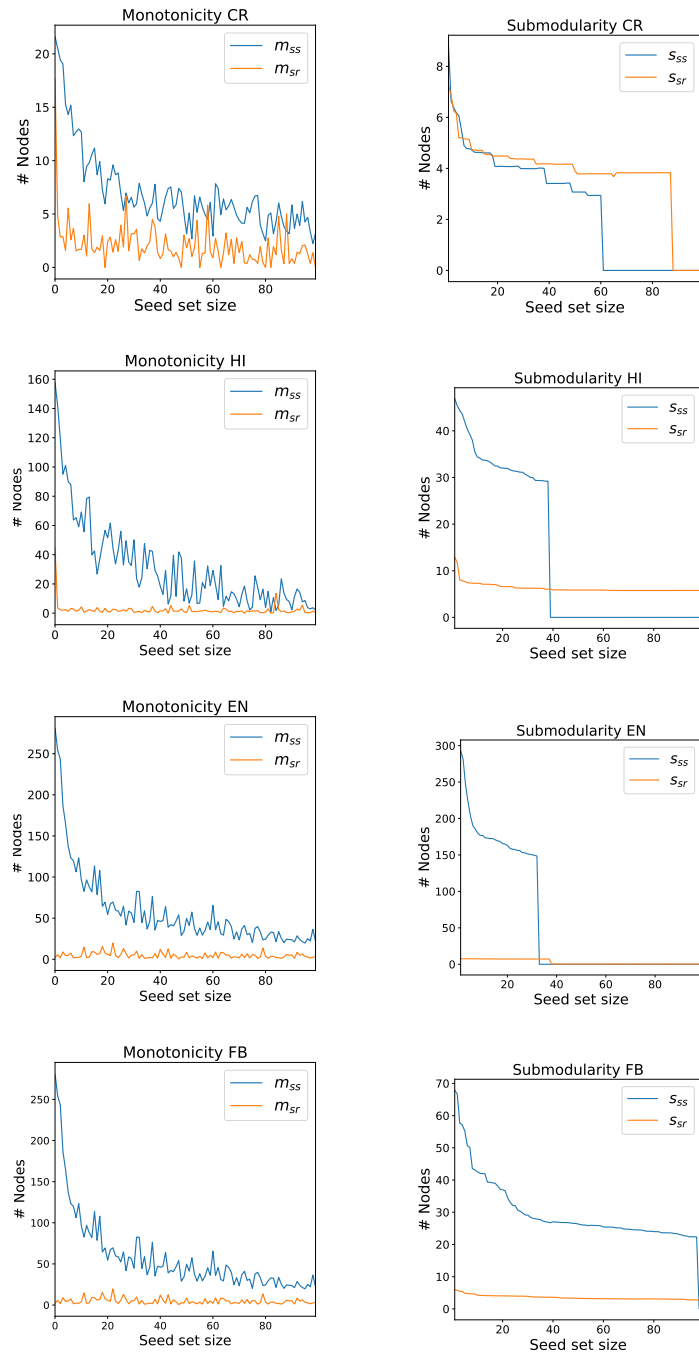 Monotonicity CR
m_ss
m_sr
# Nodes
20
15
10
5
0
0 20 40 60 80
Seed set size
Submodularity CR
s_ss
s_sr
# Nodes
8
6
4
2
0
20 40 60 80
Seed set size
Monotonicity HI
m_ss
m_sr
# Nodes
160
140
120
100
80
60
40
20
0
0 20 40 60 80
Seed set size
Submodularity HI
s_ss
s_sr
# Nodes
40
30
20
10
0
20 40 60 80
Seed set size
Monotonicity EN
m_ss
m_sr
# Nodes
250
200
150
100
50
0
0 20 40 60 80
Seed set size
Submodularity EN
s_ss
s_sr
# Nodes
300
250
200
150
100
50
0
20 40 60 80
Seed set size
Monotonicity FB
m_ss
m_sr
# Nodes
250
200
150
100
50
0
0 20 40 60 80
Seed set size
Submodularity FB
s_ss
s_sr
# Nodes
70
60
50
40
30
20
10
0
20 40 60 80
Seed set size